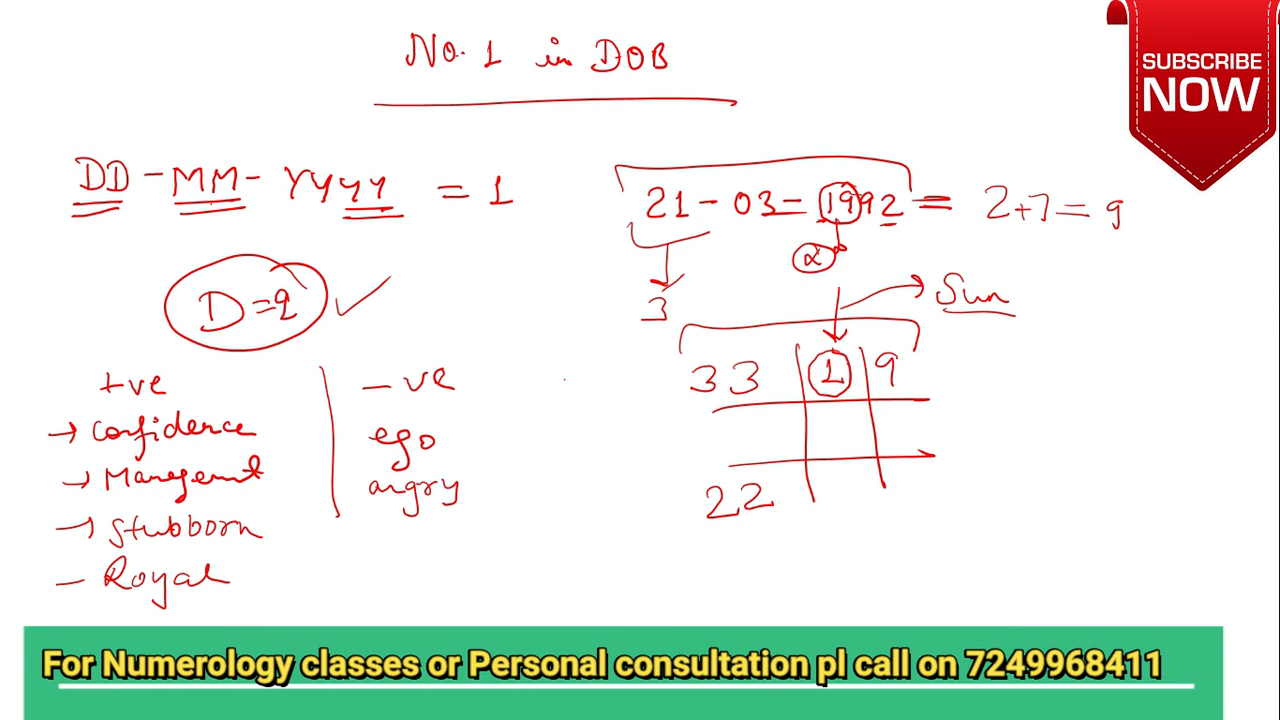 No. 1 in DOB
SUBSCRIBE
NOW
DD - MM - YYYY = 1
21 - 03 - 1992 = 2+7 = 9
3
Sun
D = 9
33 1 9
22
+ve
→ Confidence
→ Management
→ Stubborn
- Royal
- ve
ego
angry
For Numerology classes or Personal consultation pl call on 7249968411